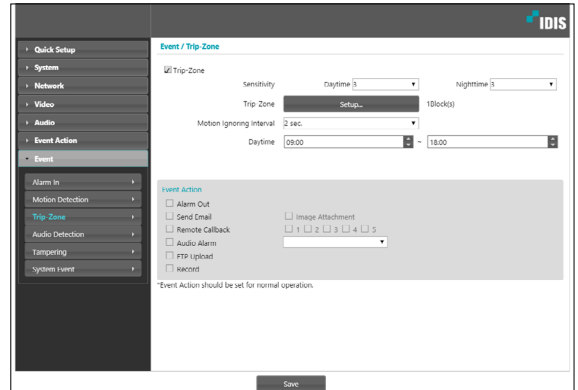 IDIS
Quick Setup
System
Network
Video
Audio
Event Action
Event
Alarm In
Motion Detection
Trip-Zone
Audio Detection
Tampering
System Event
Event / Trip-Zone
Trip-Zone
Sensitivity Daytime 3 Nighttime 3
Trip-Zone Setup... 1Block(s)
Motion Ignoring Interval 2 sec.
Daytime 09:00 ~ 18:00
Event Action
Alarm Out
Send Email Image Attachment
Remote Callback 1 2 3 4 5
Audio Alarm
FTP Upload
Record
*Event Action should be set for normal operation.
Save